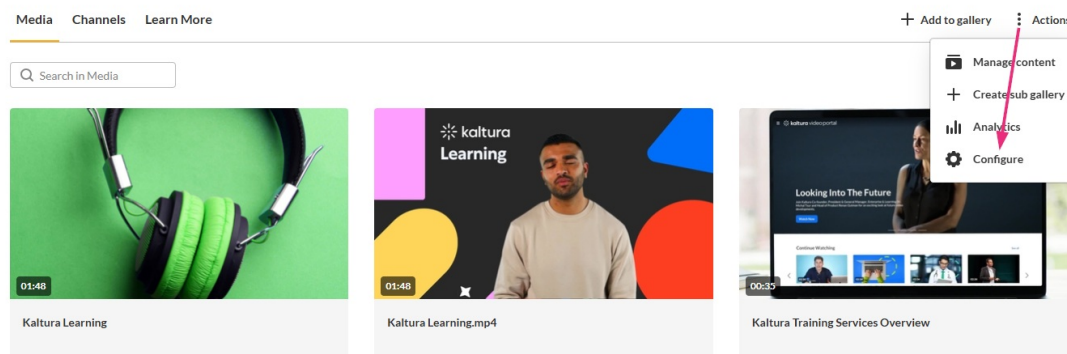 Media Channels Learn More
Add to gallery Actions
Manage content
Search in Media
Create sub gallery
Analytics
Configure
kaltura
Learning
kaltura videoportal
Looking Into The Future
Continue Watching
01:48
01:48
00:35
Kaltura Learning
Kaltura Learning.mp4
Kaltura Training Services Overview